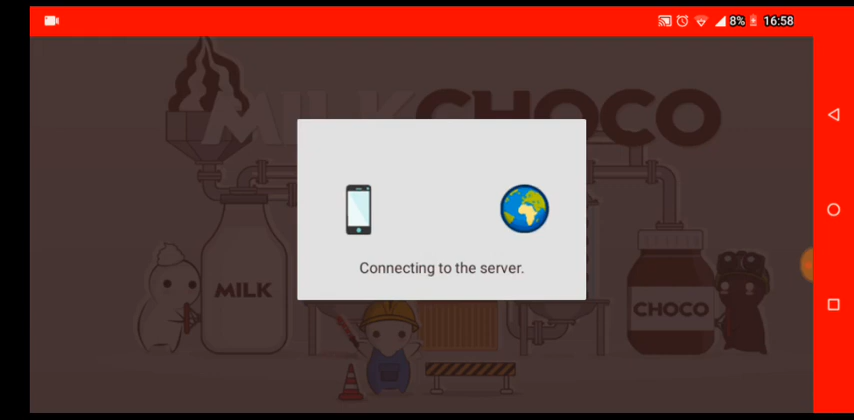 8% 16:58
MILKCHOCO
Connecting to the server.
MILK
CHOCO